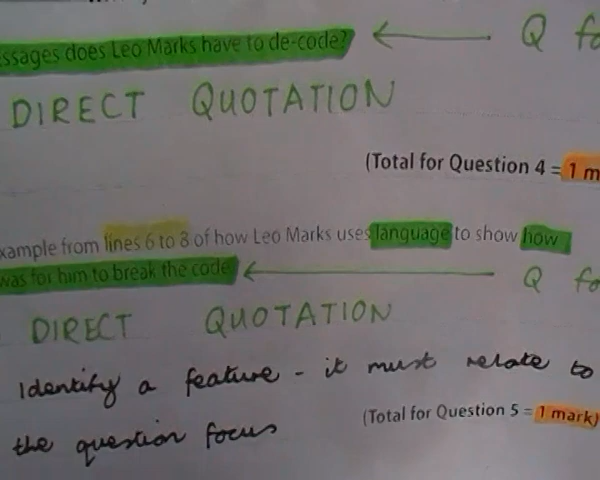 essages does Leo Marks have to de-code? ← Q fo
DIRECT QUOTATION
(Total for Question 4 = 1 m
xample from lines 6 to 8 of how Leo Marks uses language to show how
was for him to break the code ← Q fo
DIRECT QUOTATION
Identify a feature - it must relate to
(Total for Question 5 = 1 mark)
the question focus